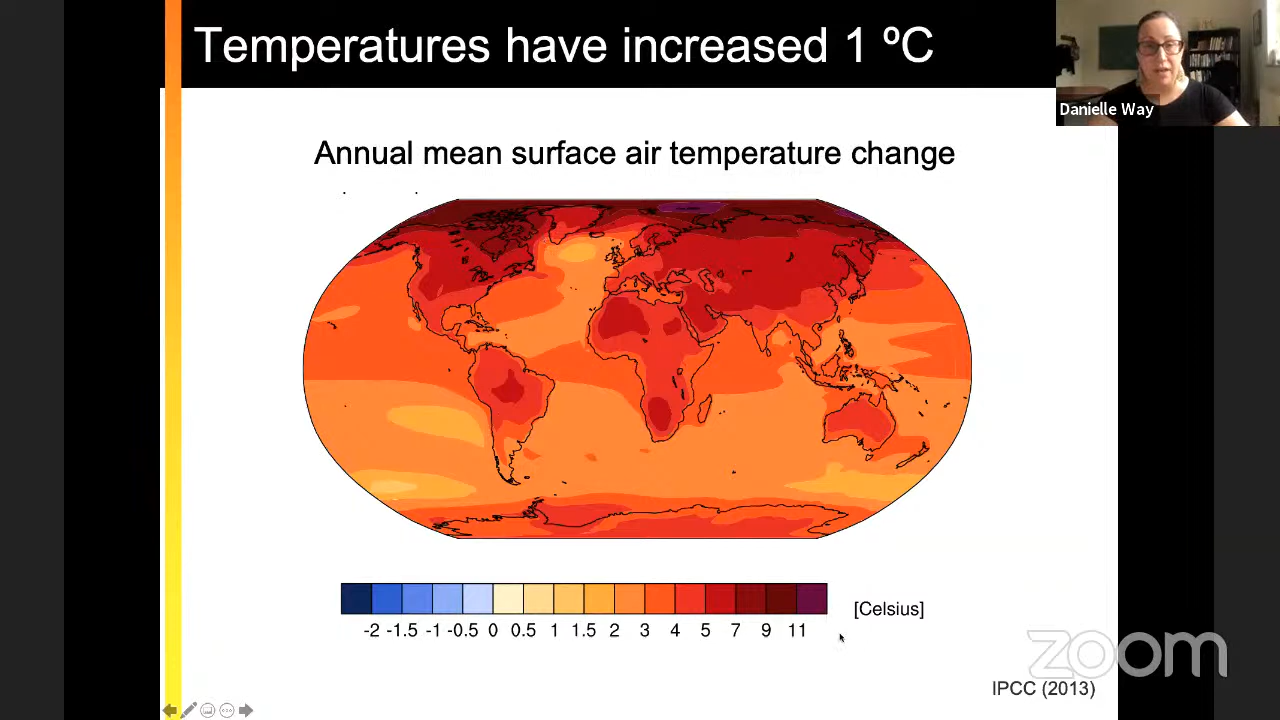 Temperatures have increased 1 ºC
Danielle Way
Annual mean surface air temperature change
-2 -1.5 -1 -0.5 0 0.5 1 1.5 2 3 4 5 7 9 11
[Celsius]
zoom
IPCC (2013)